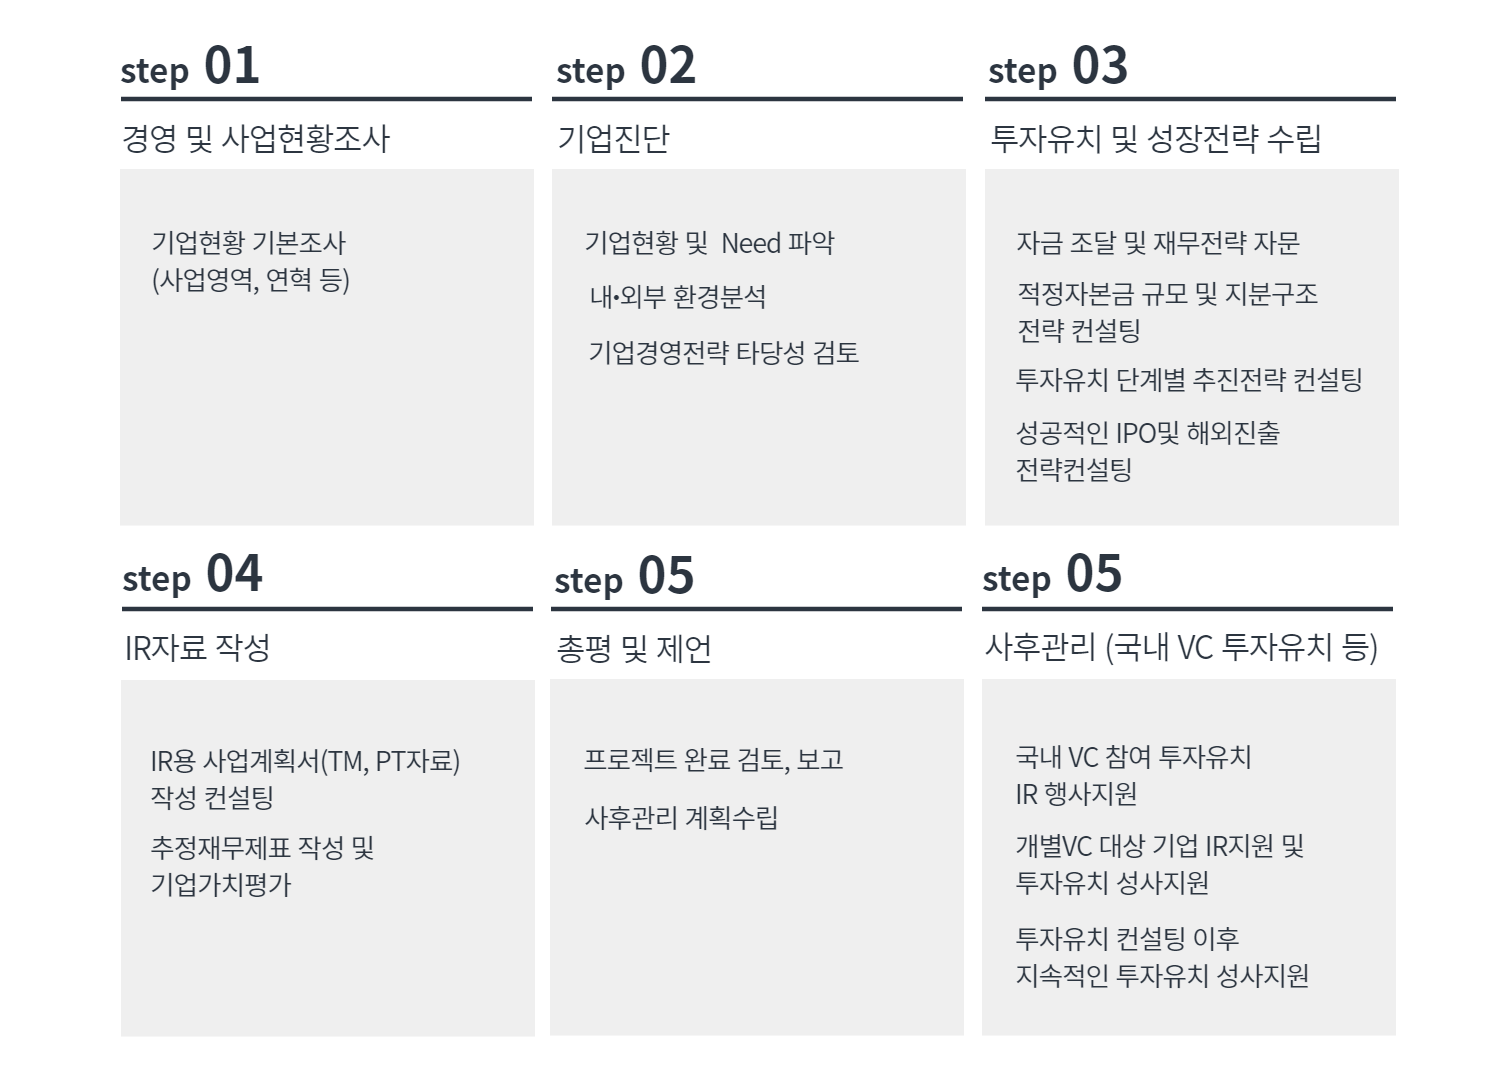 step 01
경영 및 사업현황조사
기업현황 기본조사
(사업영역, 연혁 등)
step 02
기업진단
기업현황 및 Need 파악
내•외부 환경분석
기업경영전략 타당성 검토
step 03
투자유치 및 성장전략 수립
자금 조달 및 재무전략 자문
적정자본금 규모 및 지분구조
전략 컨설팅
투자유치 단계별 추진전략 컨설팅
성공적인 IPO및 해외진출
전략컨설팅
step 04
IR자료 작성
IR용 사업계획서(TM, PT자료)
작성 컨설팅
추정재무제표 작성 및
기업가치평가
step 05
총평 및 제언
프로젝트 완료 검토, 보고
사후관리 계획수립
step 05
사후관리 (국내 VC 투자유치 등)
국내 VC 참여 투자유치
IR 행사지원
개별VC 대상 기업 IR지원 및
투자유치 성사지원
투자유치 컨설팅 이후
지속적인 투자유치 성사지원